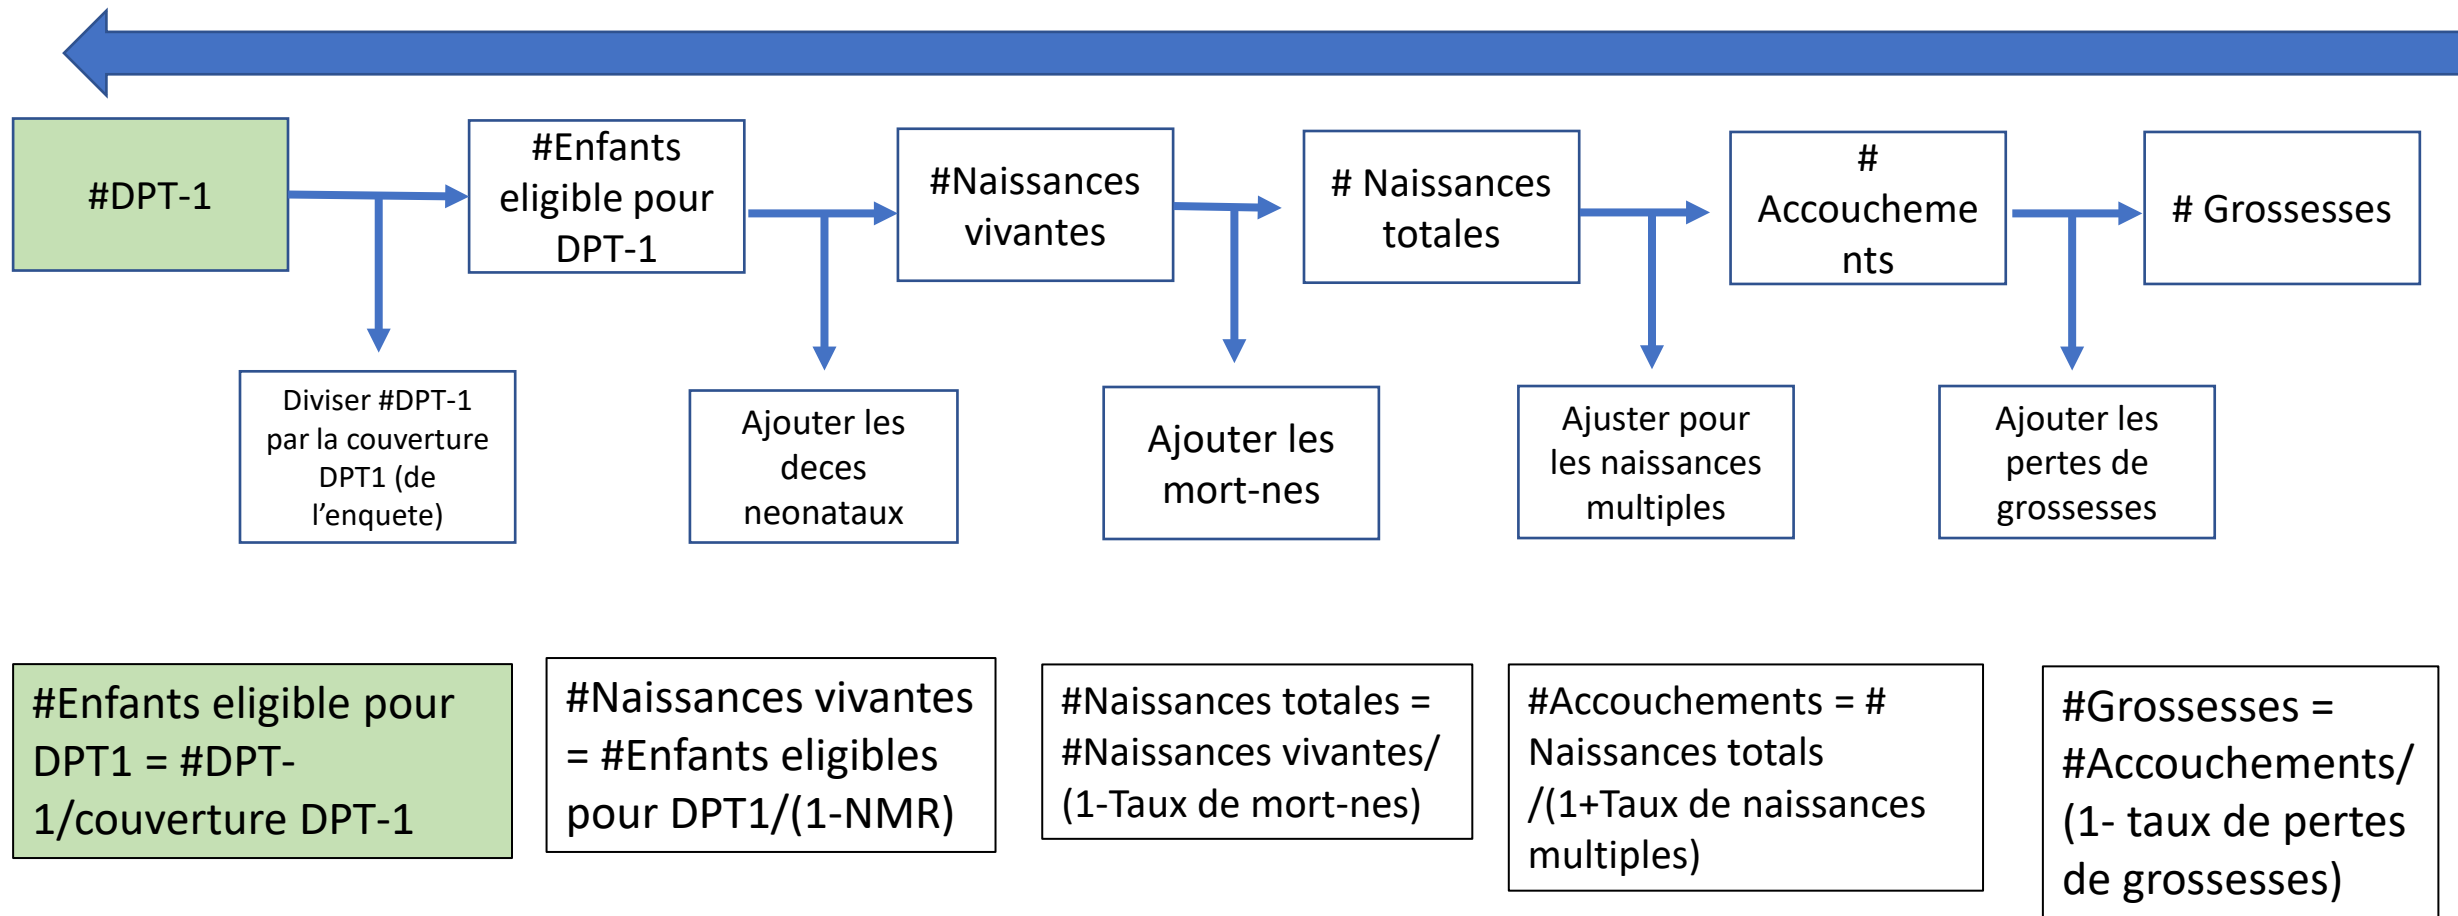 #DPT-1
#Enfants
eligible pour
DPT-1
#Naissances
vivantes
# Naissances
totales
#
Accoucheme
nts
# Grossesses
Diviser #DPT-1
par la couverture
DPT1 (de
l’enquete)
Ajouter les
deces
neonataux
Ajouter les
mort-nes
Ajuster pour
les naissances
multiples
Ajouter les
pertes de
grossesses
#Enfants eligible pour
DPT1 = #DPT-
1/couverture DPT-1
#Naissances vivantes
= #Enfants eligibles
pour DPT1/(1-NMR)
#Naissances totales =
#Naissances vivantes/
(1-Taux de mort-nes)
#Accouchements = #
Naissances totals
/(1+Taux de naissances
multiples)
#Grossesses =
#Accouchements/
(1- taux de pertes
de grossesses)